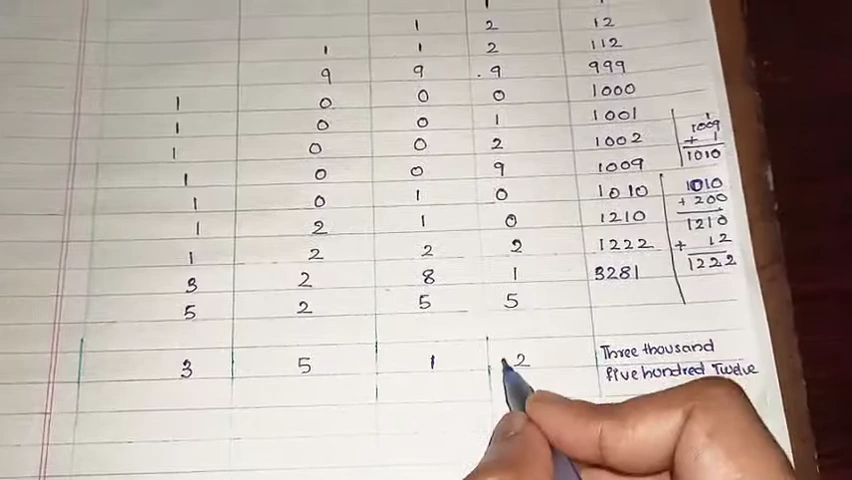 1 2 12
1 1 2 112
9 9 . 9 999
1 0 0 0 1000
1 0 0 1 1001
1 0 0 2 1002
1 0 0 9 1009
1 0 1 0 1010
1 2 1 0 1210
1 2 2 2 1222
3 2 8 1 3281
5 2 5 5
3 5 1 2 Three thousand
five hundred Twelve
1
1009
+ 1
1010
1010
+ 200
1210
+ 12
1222